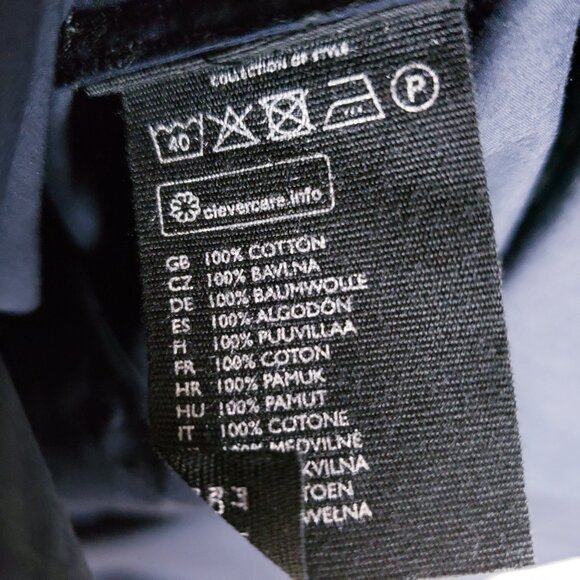 COLLECTION OF STYLE
40 P
clevercare.info
GB 100% COTTON
CZ 100% BAVLNA
DE 100% BAUMWOLLE
ES 100% ALGODÓN
FI 100% PUUVILLAA
FR 100% COTON
HR 100% PAMUK
HU 100% PAMUT
IT 100% COTONE
100% MEDVILNĖ
KVILNA
TOEN
WEŁNA